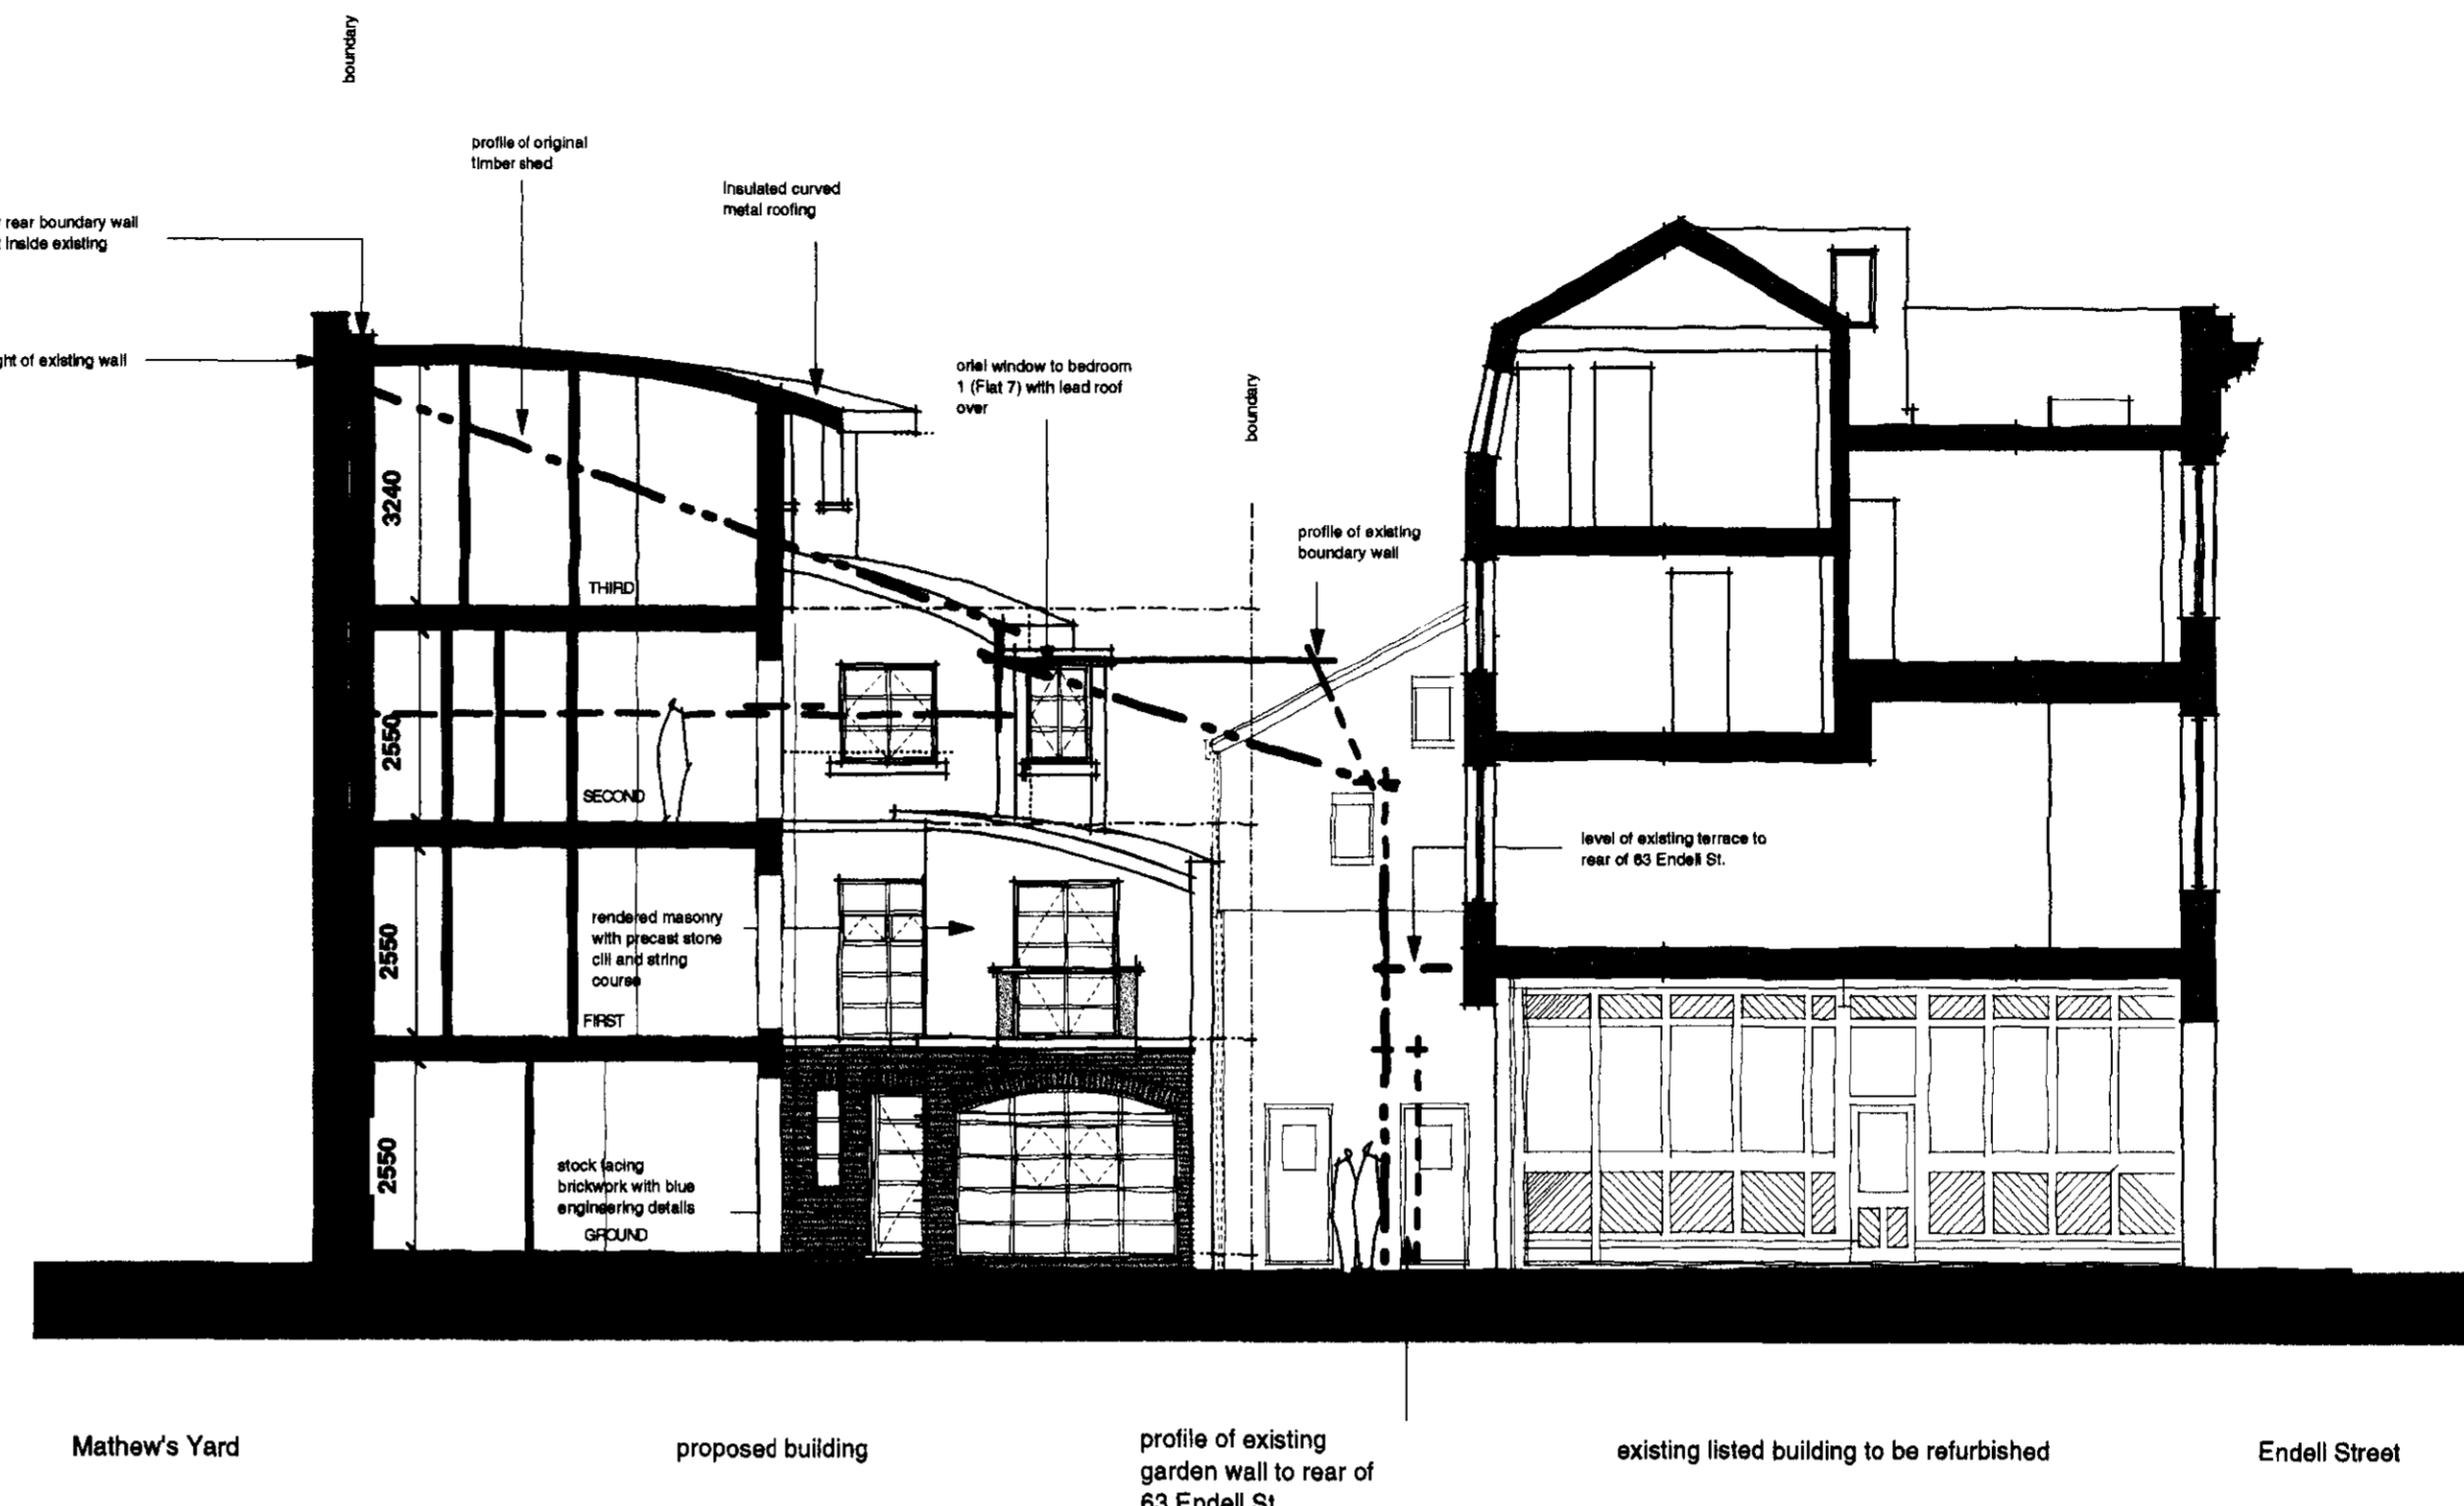 boundary
profile of original
timber shed
Insulated curved
metal roofing
rear boundary wall
inside existing
ght of existing wall
oriel window to bedroom
1 (Flat 7) with lead roof
over
boundary
profile of existing
boundary wall
3240
THIRD
2550
SECOND
level of existing terrace to
rear of 63 Endell St.
2550
rendered masonry
with precast stone
cill and string
course
FIRST
2550
stock facing
brickwork with blue
engineering details
GROUND
Mathew's Yard
proposed building
profile of existing
garden wall to rear of
63 Endell St
existing listed building to be refurbished
Endell Street